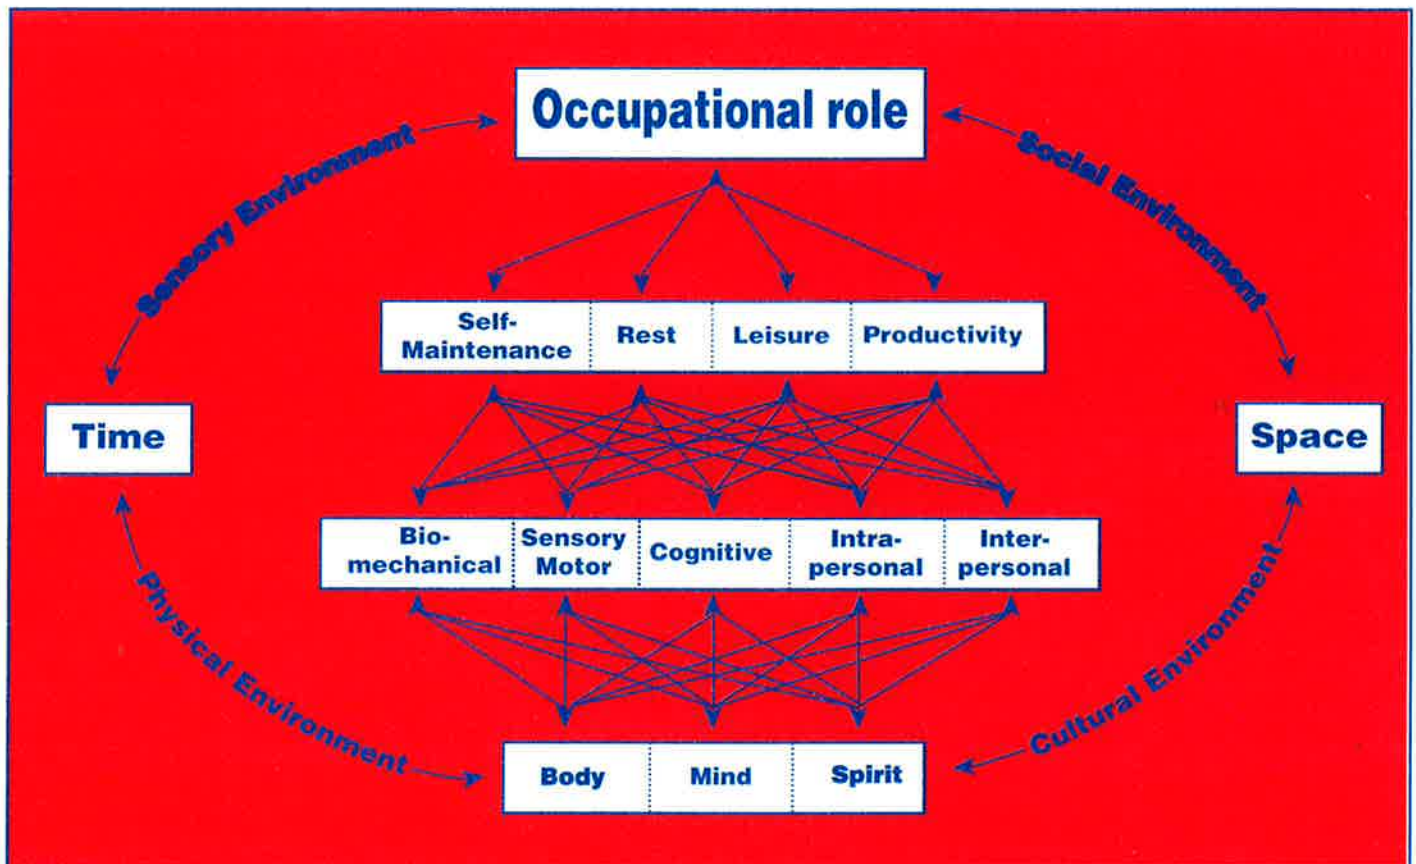 Occupational role
Sensory Environment
Social Environment
Self-
Maintenance
Rest
Leisure
Productivity
Time
Space
Bio-
mechanical
Sensory
Motor
Cognitive
Intra-
personal
Inter-
personal
Physical Environment
Cultural Environment
Body
Mind
Spirit